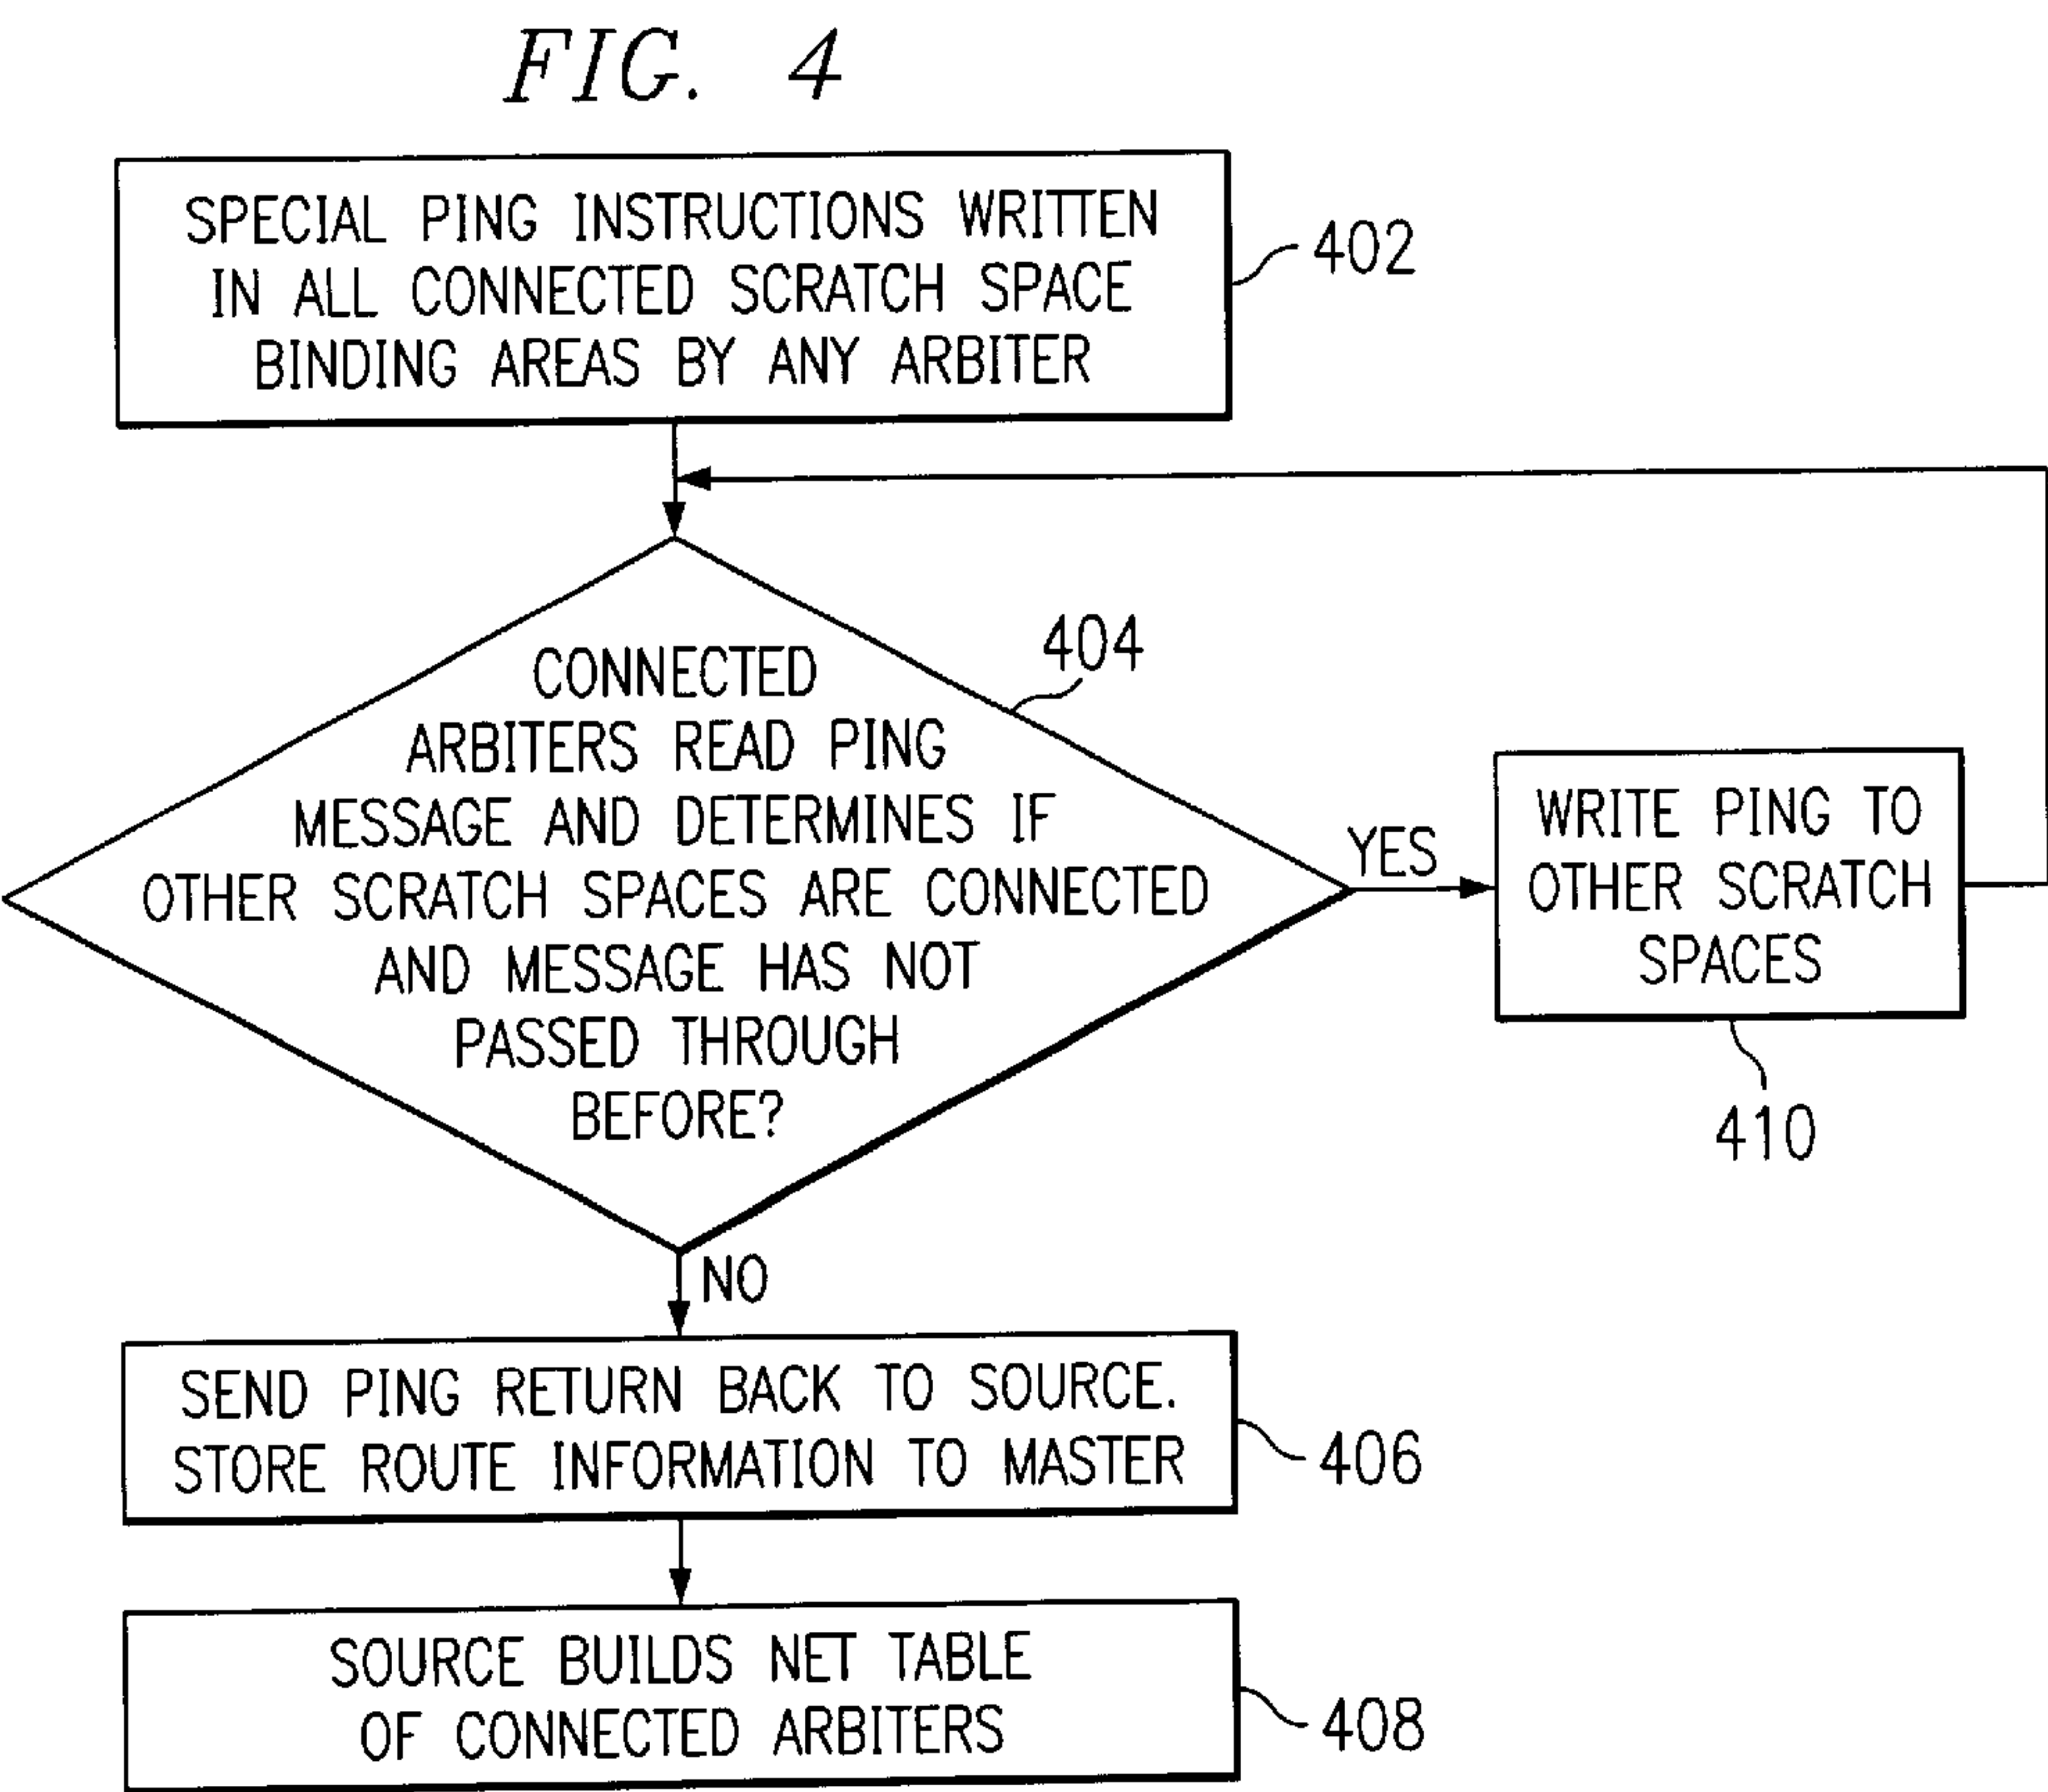 FIG. 4
SPECIAL PING INSTRUCTIONS WRITTEN
IN ALL CONNECTED SCRATCH SPACE
BINDING AREAS BY ANY ARBITER
402
CONNECTED
ARBITERS READ PING
MESSAGE AND DETERMINES IF
OTHER SCRATCH SPACES ARE CONNECTED
AND MESSAGE HAS NOT
PASSED THROUGH
BEFORE?
404
YES
WRITE PING TO
OTHER SCRATCH
SPACES
410
NO
SEND PING RETURN BACK TO SOURCE.
STORE ROUTE INFORMATION TO MASTER
406
SOURCE BUILDS NET TABLE
OF CONNECTED ARBITERS
408